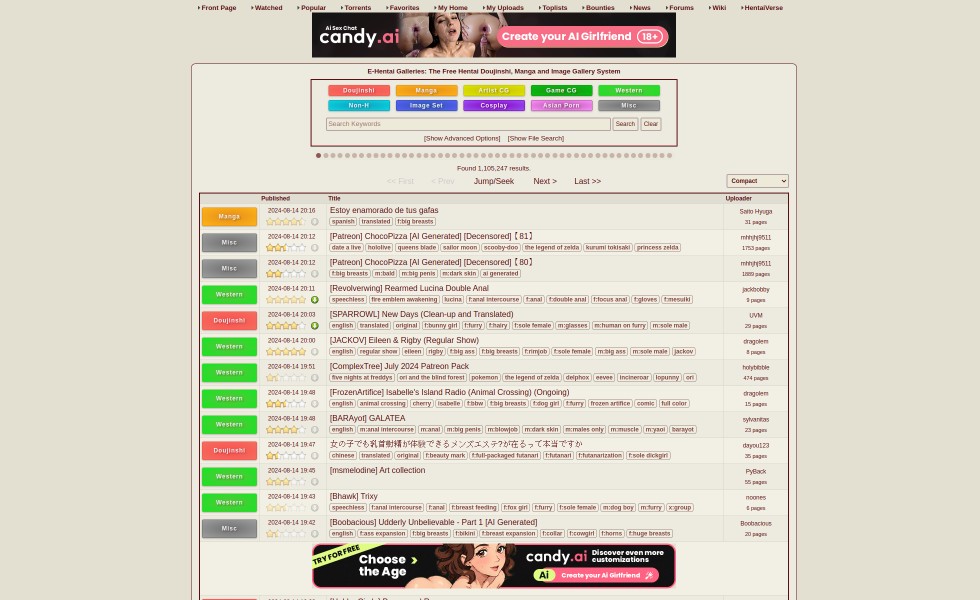 Front Page Watched Popular Torrents Favorites My Home My Uploads Toplists Bounties News Forums Wiki HentaiVerse
Ai Sex Chat
candy.ai
Create your AI Girlfriend 18+
E-Hentai Galleries: The Free Hentai Doujinshi, Manga and Image Gallery System
Doujinshi Manga Artist CG Game CG Western
Non-H Image Set Cosplay Asian Porn Misc
Search Keywords Search Clear
[Show Advanced Options] [Show File Search]
Found 1,105,247 results.
<< First < Prev Jump/Seek Next > Last >> Compact
Published Title Uploader
Manga 2024-08-14 20:16 Estoy enamorado de tus gafas Saito Hyuga
spanish translated f:big breasts 31 pages
Misc 2024-08-14 20:12 [Patreon] ChocoPizza [AI Generated] [Decensored]【81】 mhhjhj9511
date a live hololive queens blade sailor moon scooby-doo the legend of zelda kurumi tokisaki princess zelda 1753 pages
Misc 2024-08-14 20:12 [Patreon] ChocoPizza [AI Generated] [Decensored]【80】 mhhjhj9511
f:big breasts m:bald m:big penis m:dark skin ai generated 1889 pages
Western 2024-08-14 20:11 [Revolverwing] Rearmed Lucina Double Anal jackbobby
speechless fire emblem awakening lucina f:anal intercourse f:anal f:double anal f:focus anal f:gloves f:mesuiki 9 pages
Doujinshi 2024-08-14 20:03 [SPARROWL] New Days (Clean-up and Translated) UVM
english translated original f:bunny girl f:furry f:hairy f:sole female m:glasses m:human on furry m:sole male 29 pages
Western 2024-08-14 20:00 [JACKOV] Eileen & Rigby (Regular Show) dragolem
english regular show eileen rigby f:big ass f:big breasts f:rimjob f:sole female m:big ass m:sole male jackov 8 pages
Western 2024-08-14 19:51 [ComplexTree] July 2024 Patreon Pack holybibble
five nights at freddys ori and the blind forest pokemon the legend of zelda delphox eevee incineroar lopunny ori 474 pages
Western 2024-08-14 19:48 [FrozenArtifice] Isabelle's Island Radio (Animal Crossing) (Ongoing) dragolem
english animal crossing cherry isabelle f:bbw f:big breasts f:dog girl f:furry frozen artifice comic full color 15 pages
Western 2024-08-14 19:48 [BARAyot] GALATEA sylvanitas
english m:anal intercourse m:anal m:big penis m:blowjob m:dark skin m:males only m:muscle m:yaoi barayot 23 pages
Doujinshi 2024-08-14 19:47 女の子でも乳首射精が体験できるメンズエステ?が在るって本当ですか dayou123
chinese translated original f:beauty mark f:full-packaged futanari f:futanari f:futanarization f:sole dickgirl 35 pages
Western 2024-08-14 19:45 [msmelodine] Art collection PyBack
55 pages
Western 2024-08-14 19:43 [Bhawk] Trixy noones
speechless f:anal intercourse f:anal f:breast feeding f:fox girl f:furry f:sole female m:dog boy m:furry x:group 6 pages
Misc 2024-08-14 19:42 [Boobacious] Udderly Unbelievable - Part 1 [AI Generated] Boobacious
english f:ass expansion f:big breasts f:bikini f:breast expansion f:collar f:cowgirl f:horns f:huge breasts 20 pages
TRY FOR FREE
Choose the Age
candy.ai Discover even more customizations
Ai Create your AI Girlfriend